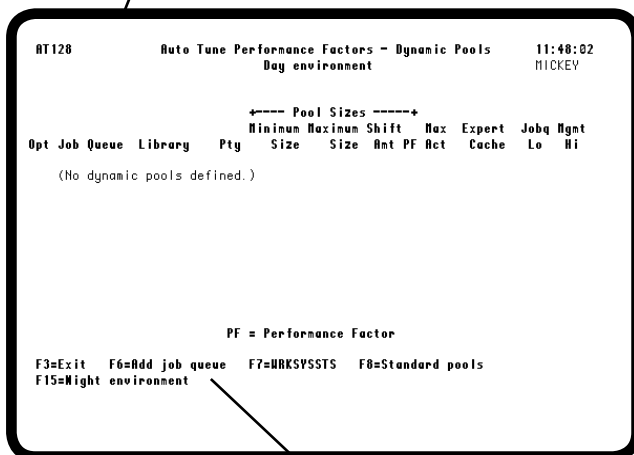 AT128 Auto Tune Performance Factors - Dynamic Pools 11:48:02
Day environment MICKEY
+---- Pool Sizes -----+
Minimum Maximum Shift Max Expert Jobq Mgmt
Opt Job Queue Library Pty Size Size Amt PF Act Cache Lo Hi
(No dynamic pools defined.)
PF = Performance Factor
F3=Exit F6=Add job queue F7=WRKSYSSTS F8=Standard pools
F15=Night environment